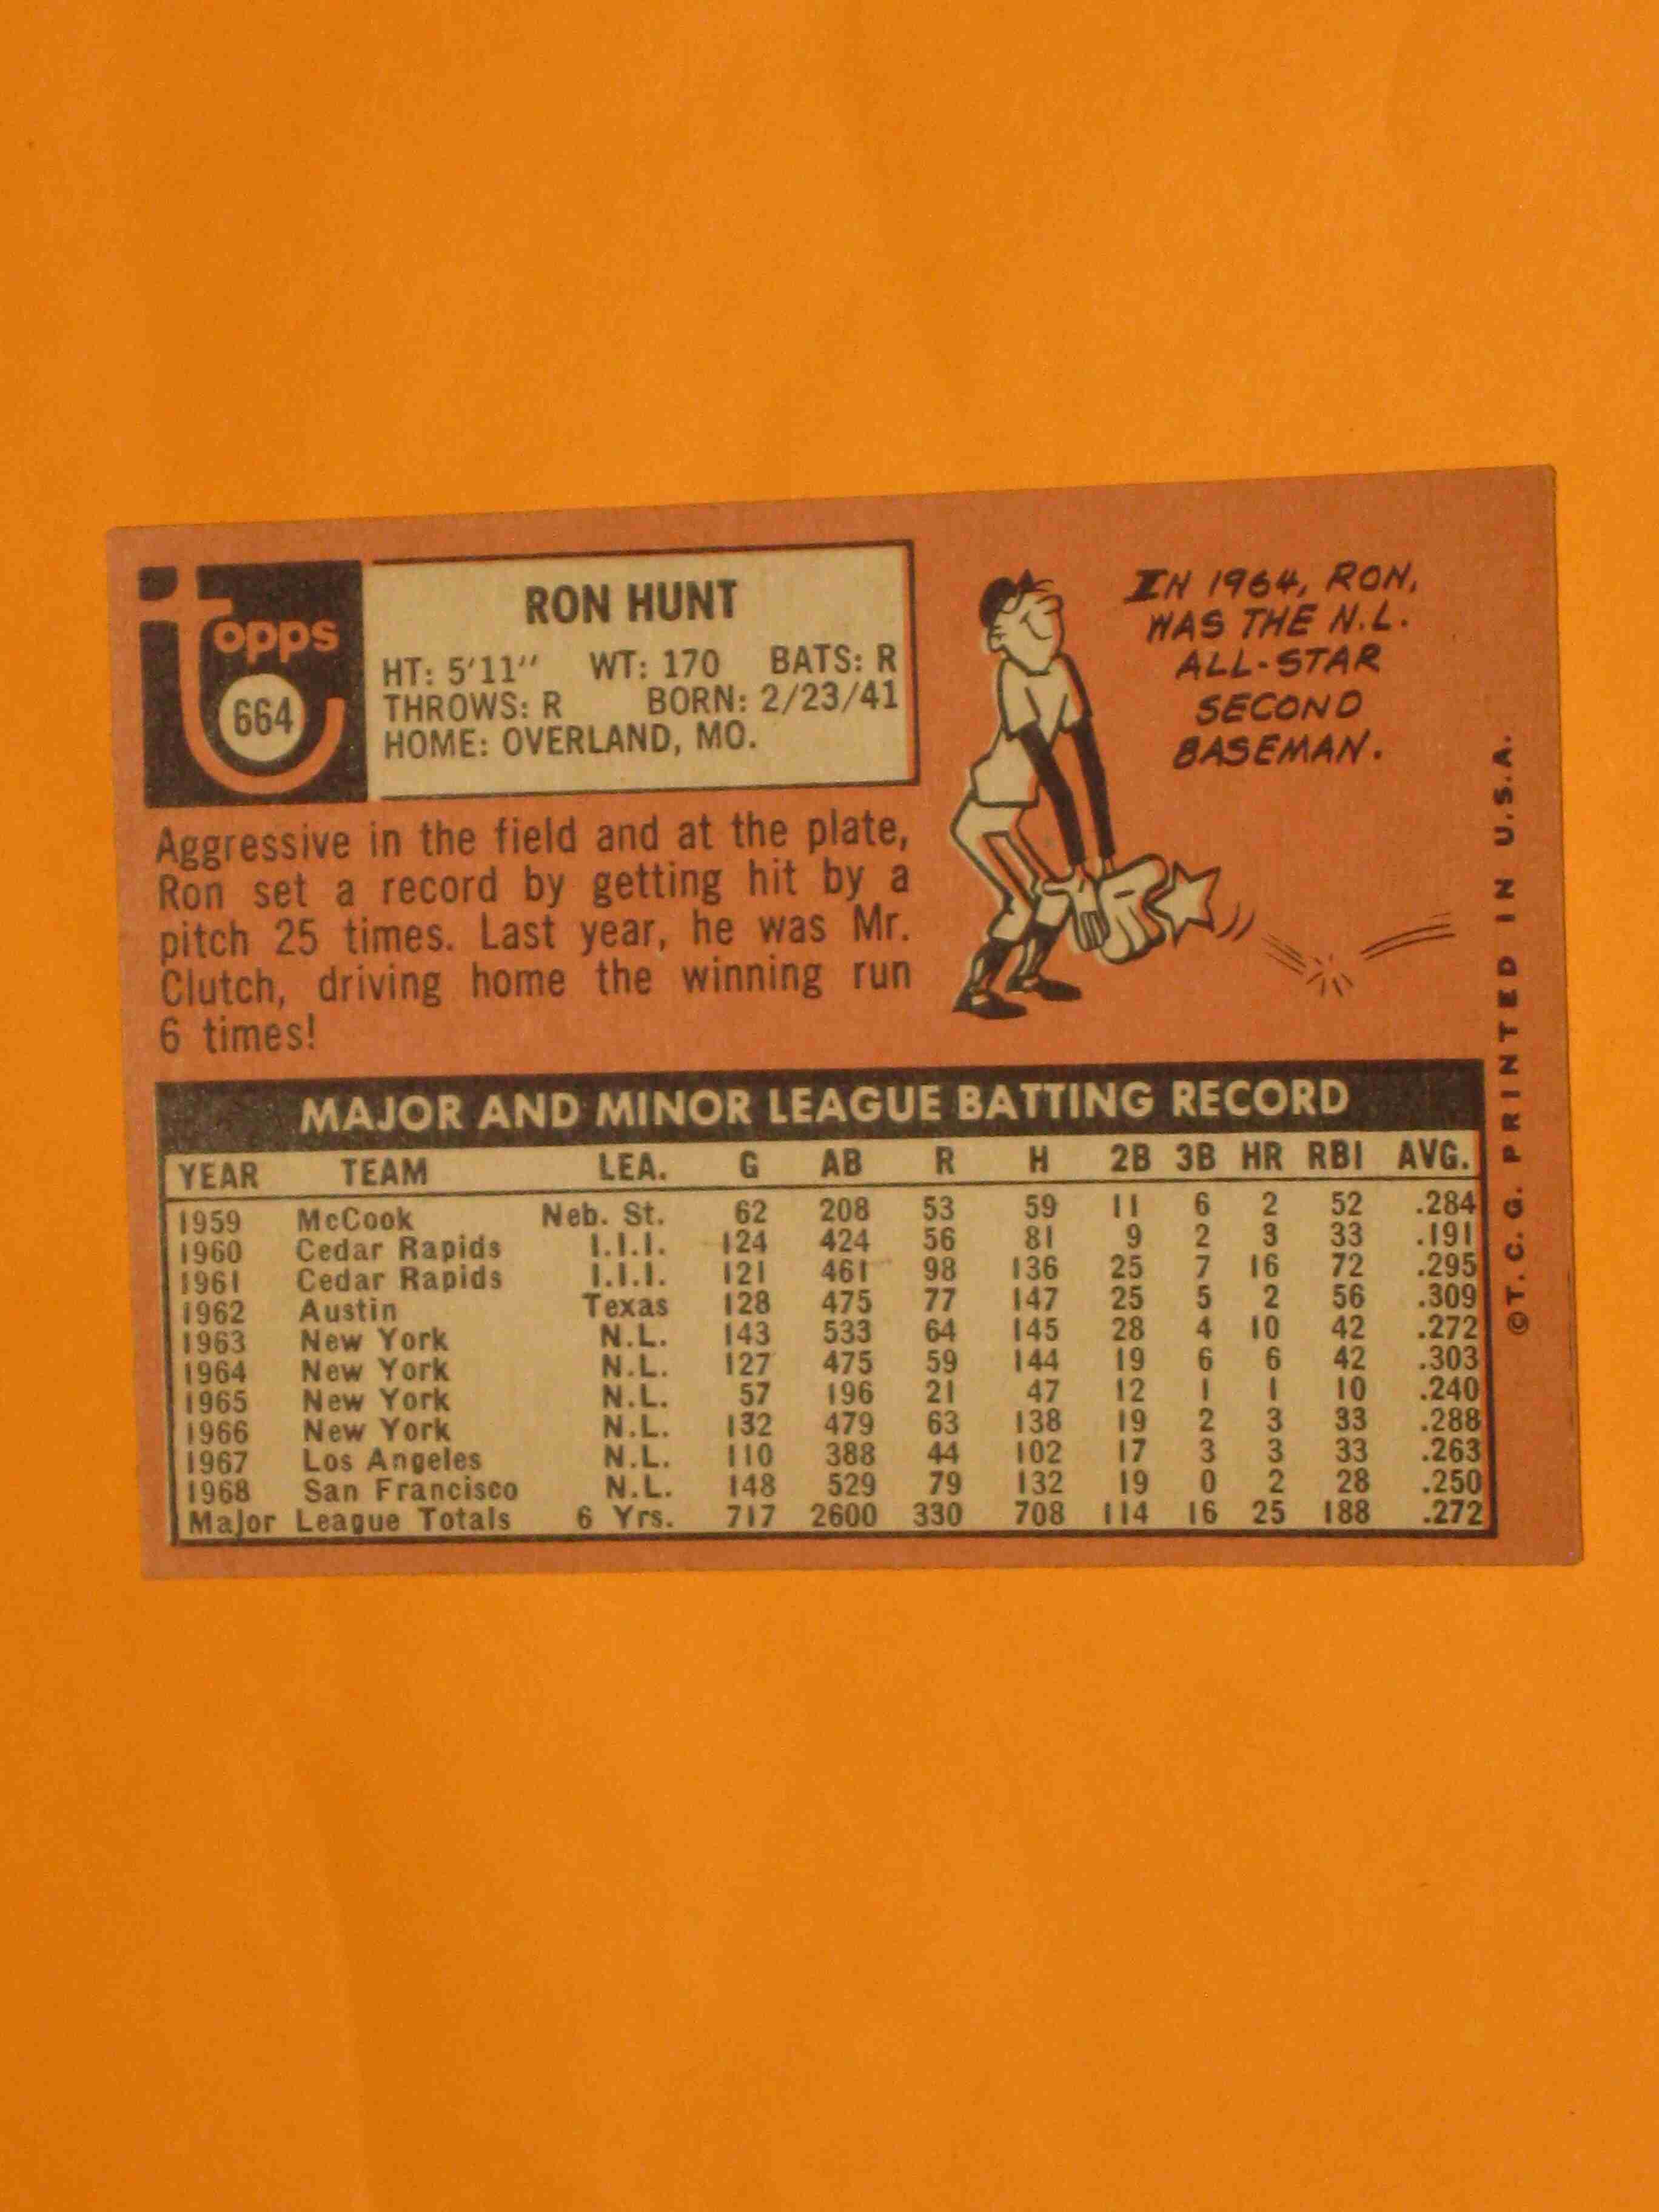 Topps
664
RON HUNT
HT: 5'11" WT: 170 BATS: R
THROWS: R BORN: 2/23/41
HOME: OVERLAND, MO.
Aggressive in the field and at the plate,
Ron set a record by getting hit by a
pitch 25 times. Last year, he was Mr.
Clutch, driving home the winning run
6 times!
IN 1964, RON,
WAS THE N.L.
ALL-STAR
SECOND
BASEMAN.
MAJOR AND MINOR LEAGUE BATTING RECORD
YEAR TEAM LEA. G AB R H 2B 3B HR RBI AVG.
1959 McCook Neb. St. 62 208 53 59 11 6 2 52 .284
1960 Cedar Rapids I.I.I. 124 424 56 81 9 2 3 33 .191
1961 Cedar Rapids I.I.I. 121 461 98 136 25 7 16 72 .295
1962 Austin Texas 128 475 77 147 25 5 2 56 .309
1963 New York N.L. 143 533 64 145 28 4 10 42 .272
1964 New York N.L. 127 475 59 144 19 6 6 42 .303
1965 New York N.L. 57 196 21 47 12 1 1 10 .240
1966 New York N.L. 132 479 63 138 19 2 3 33 .288
1967 Los Angeles N.L. 110 388 44 102 17 3 3 33 .263
1968 San Francisco N.L. 148 529 79 132 19 0 2 28 .250
Major League Totals 6 Yrs. 717 2600 330 708 114 16 25 188 .272
©T. C. G. PRINTED IN U.S.A.